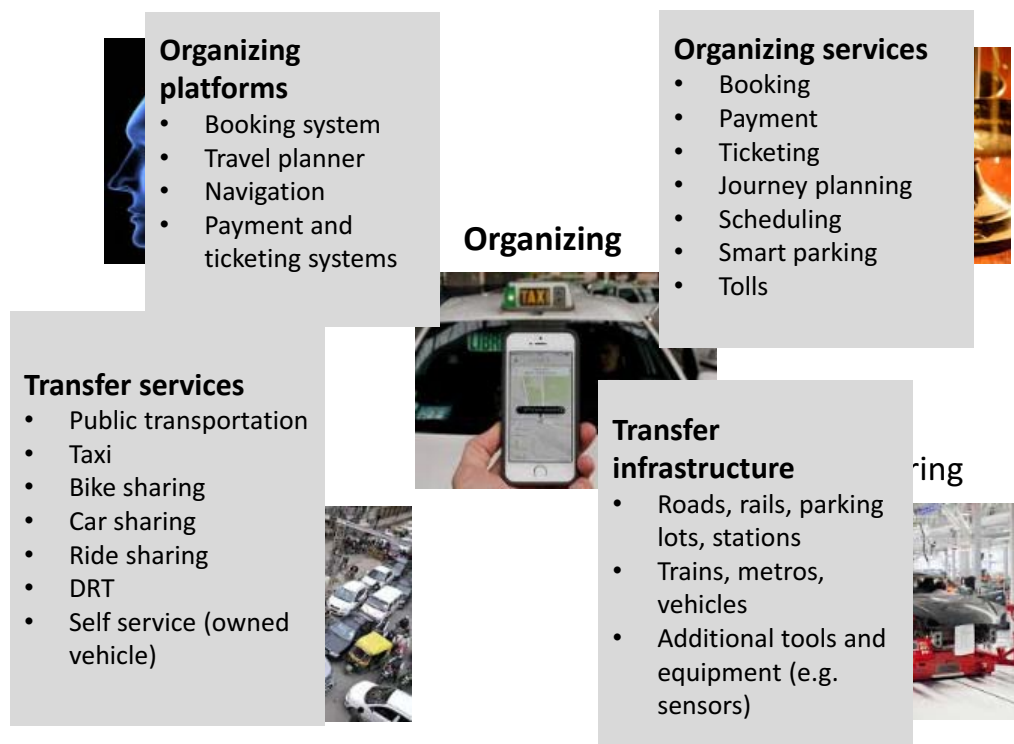 Organizing
platforms
• Booking system
• Travel planner
• Navigation
• Payment and
ticketing systems
Organizing services
• Booking
• Payment
• Ticketing
• Journey planning
• Scheduling
• Smart parking
• Tolls
Organizing
TAXI
LIBRE
Transfer services
• Public transportation
• Taxi
• Bike sharing
• Car sharing
• Ride sharing
• DRT
• Self service (owned
vehicle)
Transfer
infrastructure
• Roads, rails, parking
lots, stations
• Trains, metros,
vehicles
• Additional tools and
equipment (e.g.
sensors)
ring